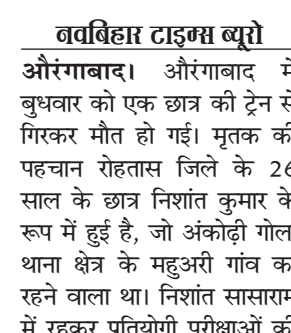 नवबिहार टाइम्स ब्यूरो
औरंगाबाद। औरंगाबाद में
बुधवार को एक छात्र की ट्रेन से
गिरकर मौत हो गई। मृतक की
पहचान रोहतास जिले के 26
साल के छात्र निशांत कुमार के
रूप में हुई है, जो अंकोढ़ी गोला
थाना क्षेत्र के महुअरी गांव का
रहने वाला था। निशांत सासाराम
में रहकर प्रतियोगी परीक्षाओं की